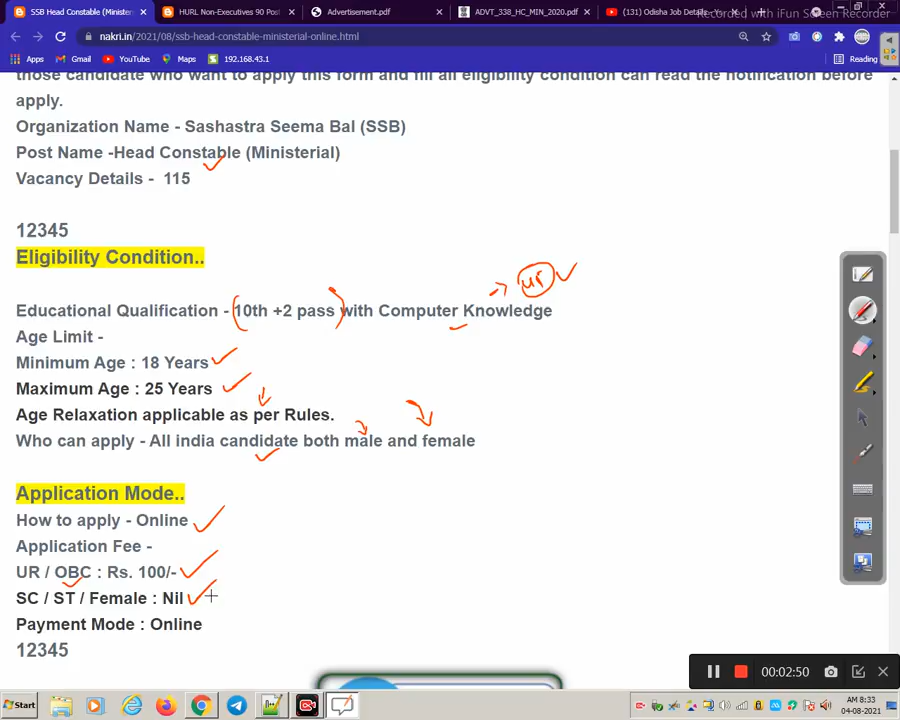 SSB Head Constable (Ministeri
HURL Non-Executives 90 Post
Advertisement.pdf
ADVT_338_HC_MIN_2020.pdf
(131) Odisha Job Details - Y
Recorded with iFun Screen Recorder
nakri.in/2021/08/ssb-head-constable-ministerial-online.html
Apps Gmail YouTube Maps 192.168.43.1 Reading
those candidate who want to apply this form and fill all eligibility condition can read the notification before
apply.
Organization Name - Sashastra Seema Bal (SSB)
Post Name -Head Constable (Ministerial)
Vacancy Details - 115
12345
Eligibility Condition..
ur
Educational Qualification - 10th +2 pass with Computer Knowledge
Age Limit -
Minimum Age : 18 Years
Maximum Age : 25 Years
Age Relaxation applicable as per Rules.
Who can apply - All india candidate both male and female
Application Mode..
How to apply - Online
Application Fee -
UR / OBC : Rs. 100/-
SC / ST / Female : Nil
Payment Mode : Online
12345
00:02:50
Start
AM 8:33
04-08-2021